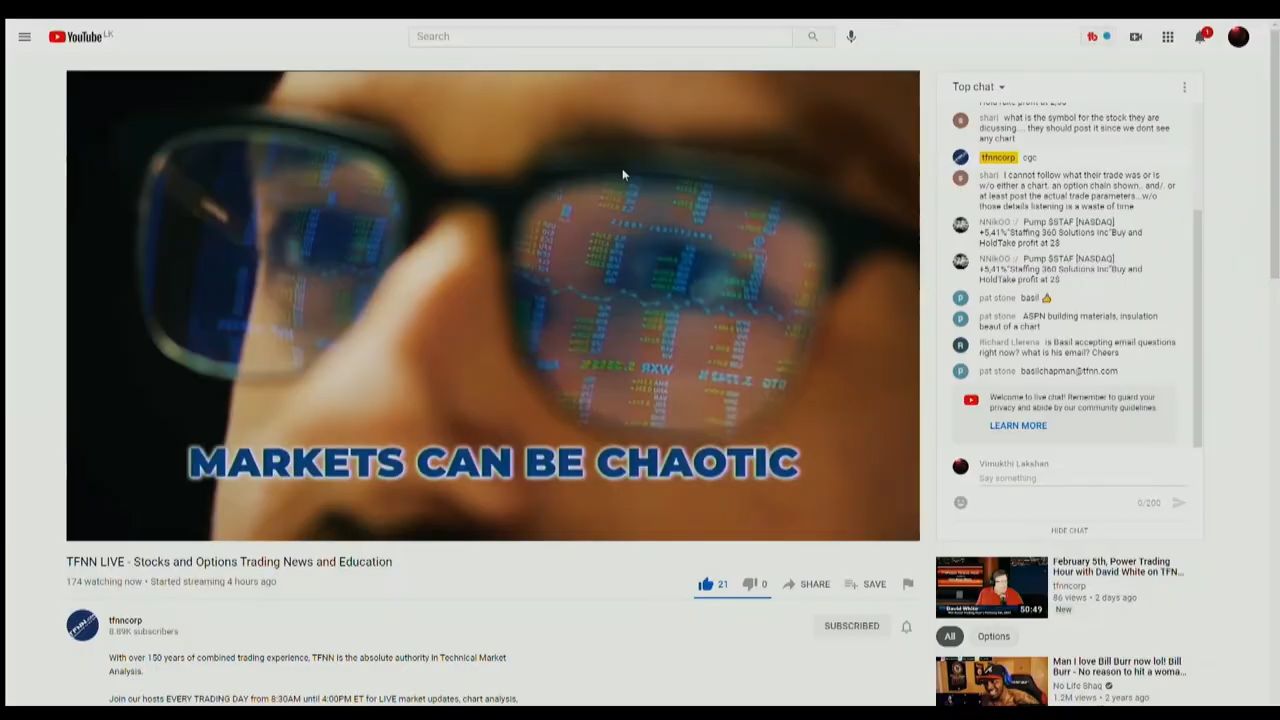 YouTube LK
Search
1
Top chat
shari what is the symbol for the stock they are
dicussing.... they should post it since we dont see
any chart
tfnncorp cgc
shari I cannot follow what their trade was or is
w/o either a chart. an option chain shown.. and/. or
at least post the actual trade parameters...w/o
those details listening is a waste of time
NNikOO :/ Pump $STAF [NASDAQ]
+5,41%"Staffing 360 Solutions Inc"Buy and
HoldTake profit at 2$
NNikOO :/ Pump $STAF [NASDAQ]
+5,41%"Staffing 360 Solutions Inc"Buy and
HoldTake profit at 2$
pat stone basil 👍
pat stone ASPN building materials, insulation
beaut of a chart
Richard Llerena is Basil accepting email questions
right now? what is his email? Cheers
pat stone basilchapman@tfnn.com
Welcome to live chat! Remember to guard your
privacy and abide by our community guidelines.
LEARN MORE
Vimukthi Lakshan
Say something
0/200
HIDE CHAT
WXR
MARKETS CAN BE CHAOTIC
TFNN LIVE - Stocks and Options Trading News and Education
174 watching now • Started streaming 4 hours ago
21
0
SHARE
SAVE
TFNN
tfnncorp
8.89K subscribers
SUBSCRIBED
With over 150 years of combined trading experience, TFNN is the absolute authority in Technical Market
Analysis.
Join our hosts EVERY TRADING DAY from 8:30AM until 4:00PM ET for LIVE market updates, chart analysis,
February 5th, Power Trading
Hour with David White on TFN...
tfnncorp
86 views • 2 days ago
New
David White
50:49
All
Options
Man I love Bill Burr now lol! Bill
Burr - No reason to hit a woma...
No Life Shaq
1.2M views • 2 years ago